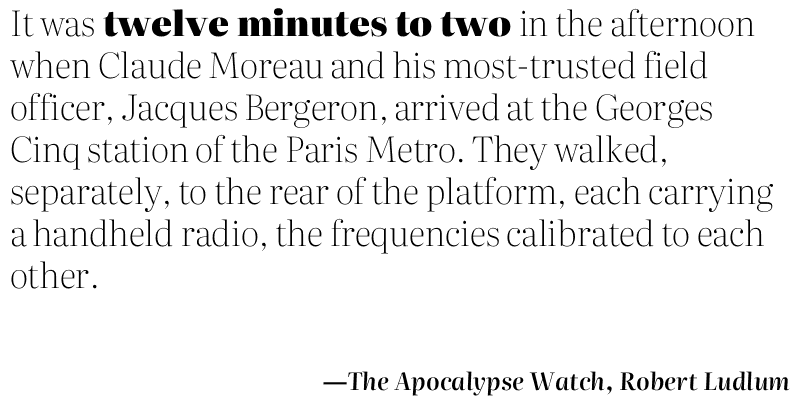 It was twelve minutes to two in the afternoon
when Claude Moreau and his most-trusted field
officer, Jacques Bergeron, arrived at the Georges
Cinq station of the Paris Metro. They walked,
separately, to the rear of the platform, each carrying
a handheld radio, the frequencies calibrated to each
other.
—The Apocalypse Watch, Robert Ludlum